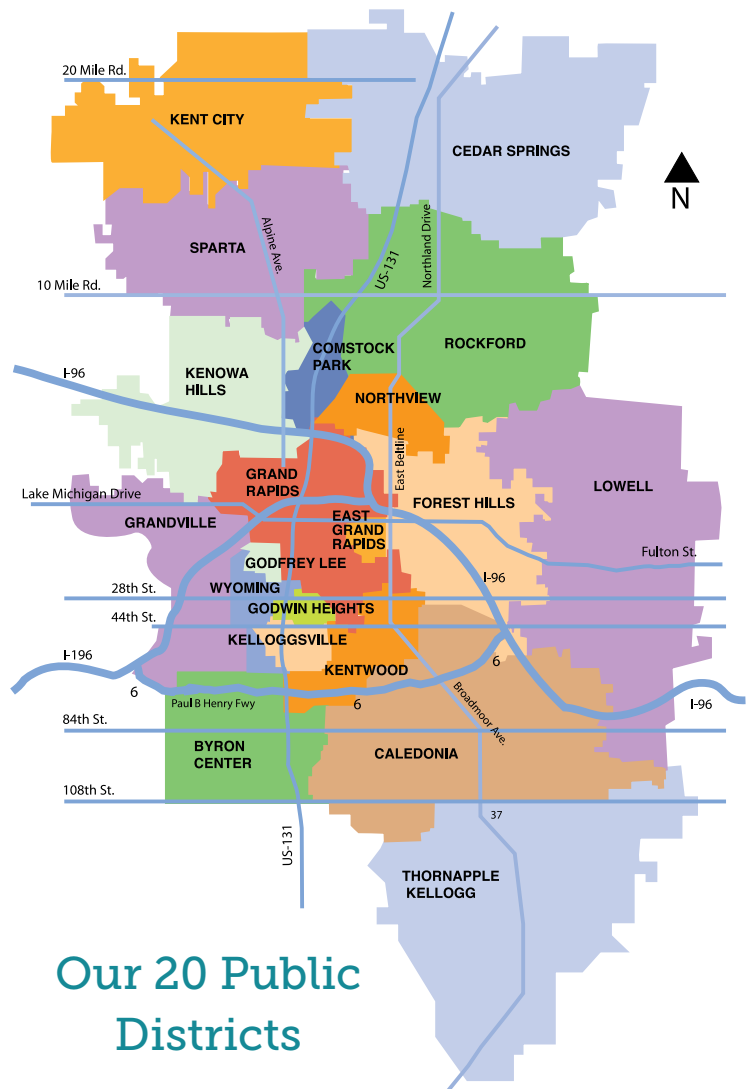 20 Mile Rd.
KENT CITY
CEDAR SPRINGS
N
Northland Drive
SPARTA
Alpine Ave.
US-131
10 Mile Rd.
COMSTOCK
PARK
ROCKFORD
KENOWA
HILLS
I-96
NORTHVIEW
East Beltline
GRAND
RAPIDS
LOWELL
Lake Michigan Drive
FOREST HILLS
GRANDVILLE
EAST
GRAND
RAPIDS
Fulton St.
GODFREY LEE
I-96
28th St.
WYOMING
GODWIN HEIGHTS
44th St.
KELLOGGSVILLE
I-196
KENTWOOD
6
6
Paul B Henry Fwy
6
Broadmoor Ave.
I-96
84th St.
BYRON
CENTER
CALEDONIA
108th St.
37
US-131
THORNAPPLE
KELLOGG
Our 20 Public
Districts